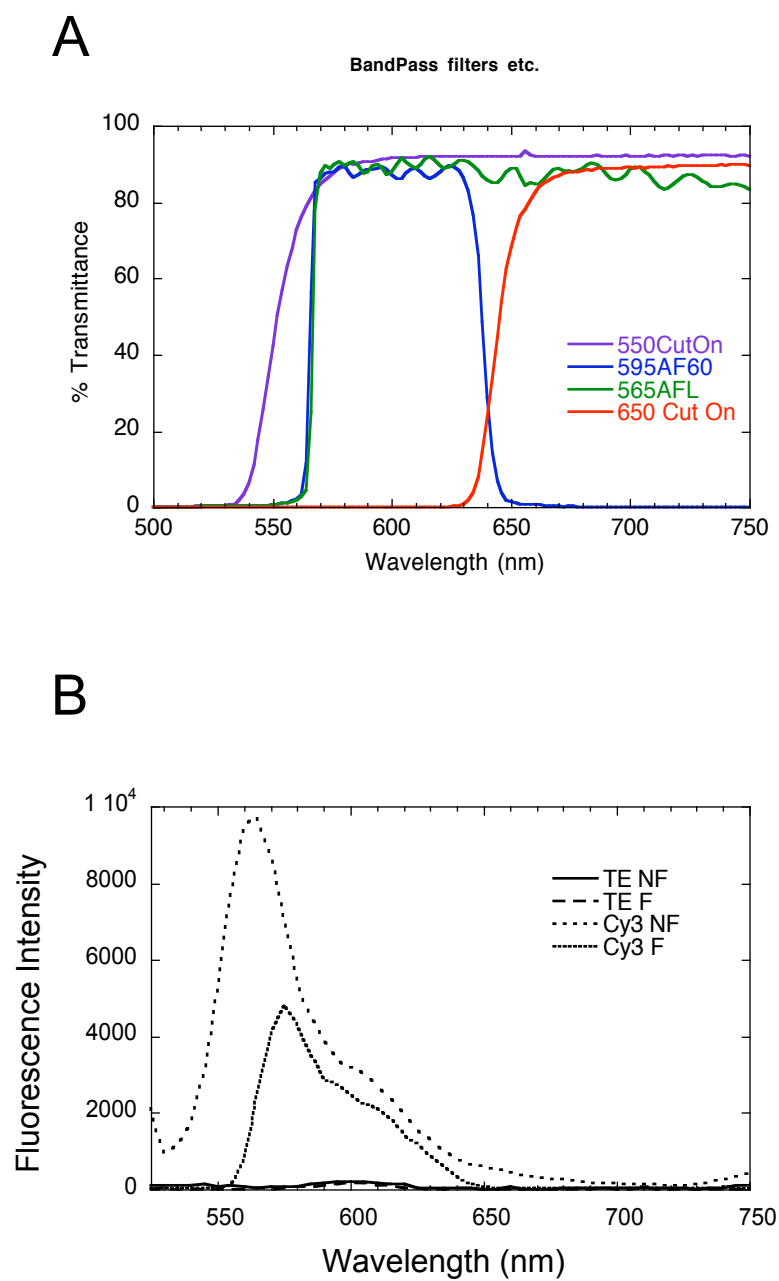 A
BandPass filters etc.
100
80
60
40
20
0
% Transmittance
550CutOn
595AF60
565AFL
650 Cut On
500 550 600 650 700 750
Wavelength (nm)
B
1 10⁴
8000
6000
4000
2000
0
Fluorescence Intensity
TE NF
TE F
Cy3 NF
Cy3 F
550 600 650 700 750
Wavelength (nm)